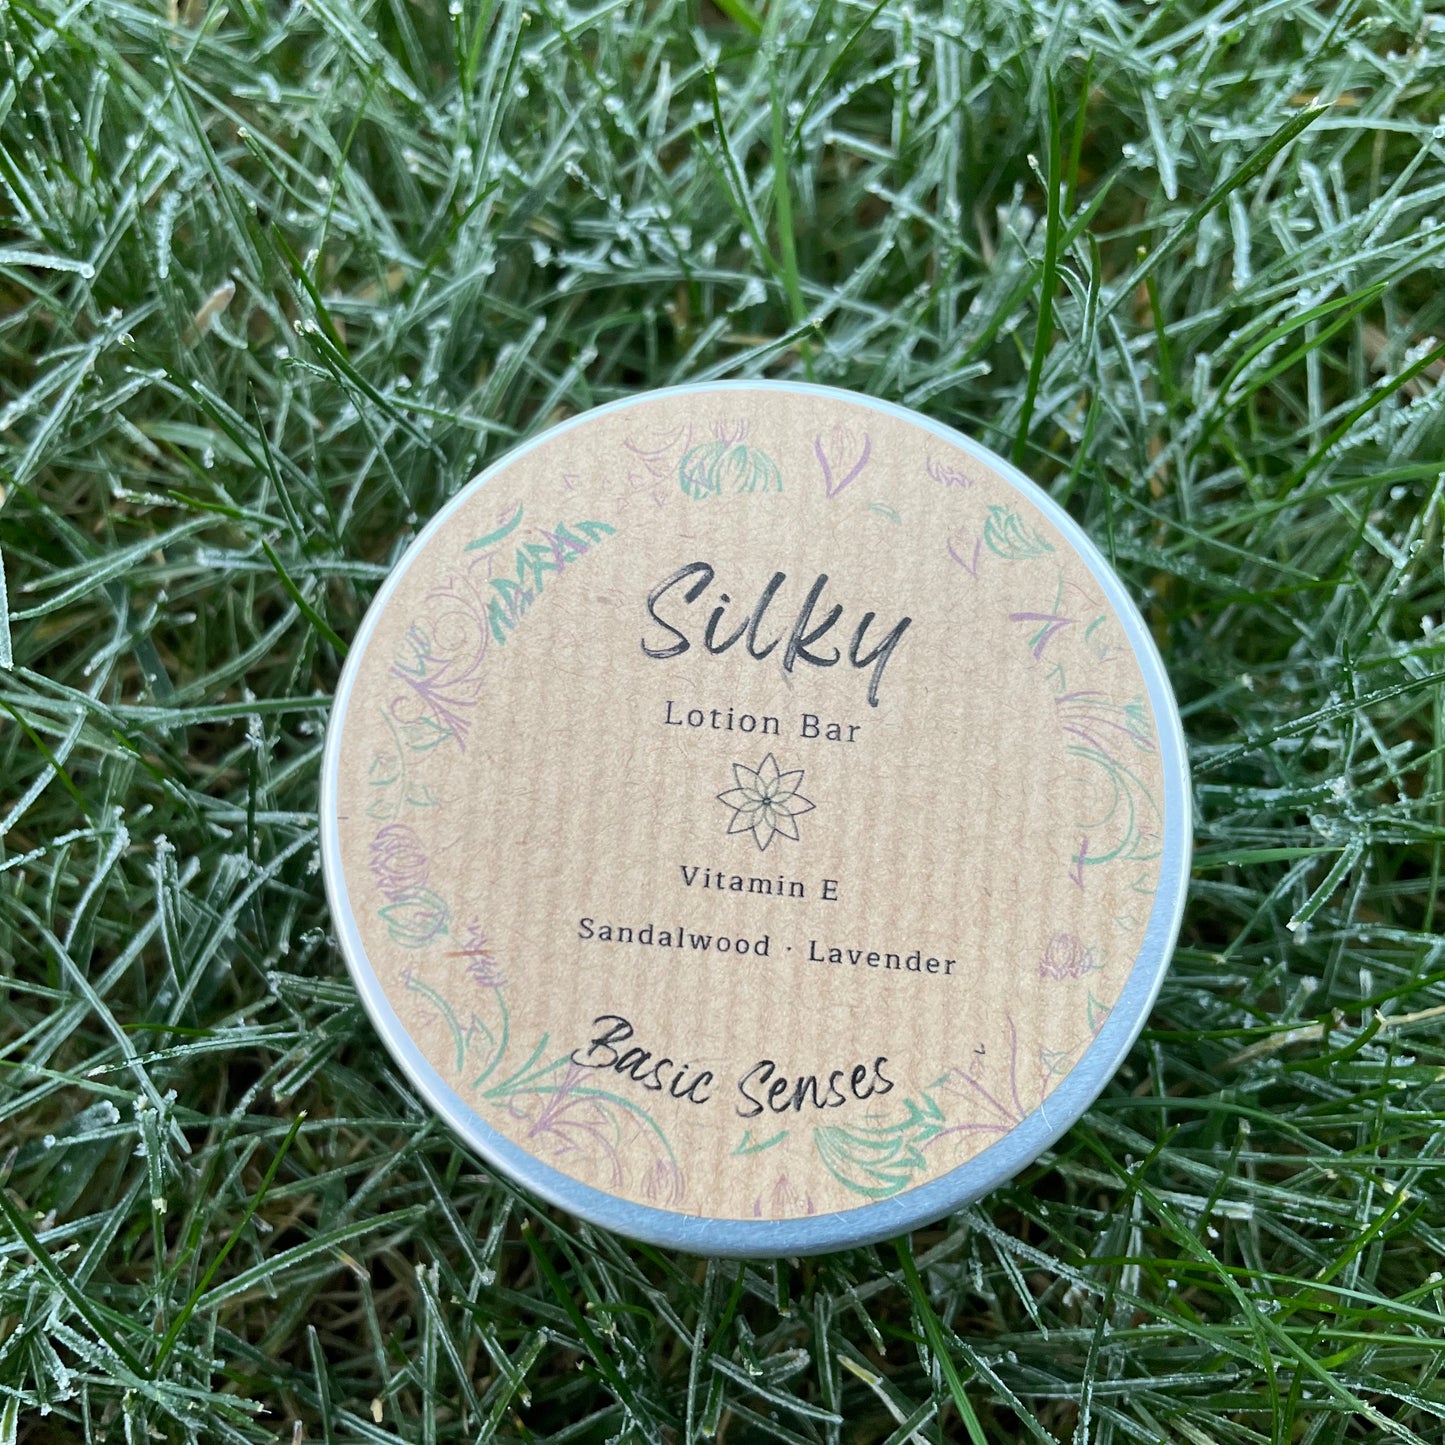 Silky
Lotion Bar
Vitamin E
Sandalwood · Lavender
Basic Senses